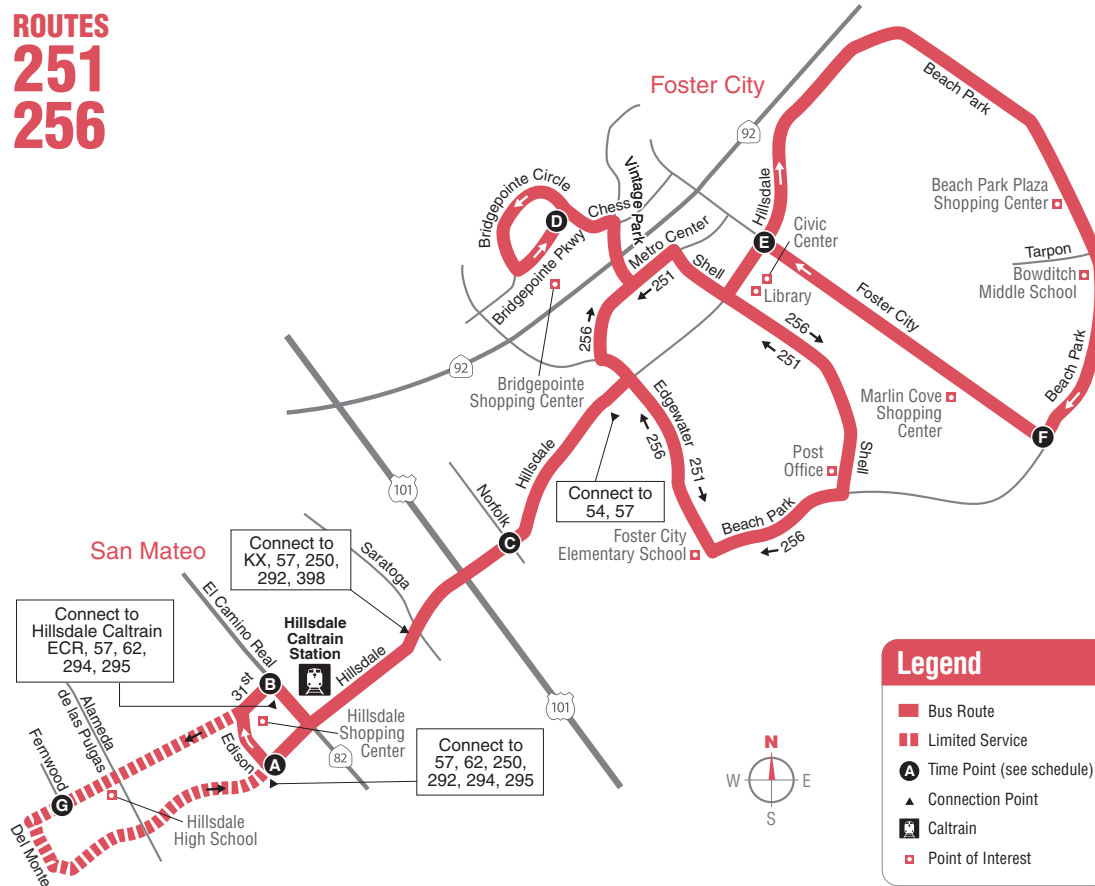 ROUTES
251
256
Foster City
92
Beach Park
Vintage Park
Bridgepointe Circle
Chess
D
Hillsdale
Beach Park Plaza
Shopping Center
Civic
Center
E
Metro Center
Shell
Bridgepointe Pkwy
251
Library
Tarpon
Bowditch
Middle School
Foster City
256
251
256
92
Bridgepointe
Shopping Center
Edgewater
Marlin Cove
Shopping
Center
Beach Park
F
256
251
Post
Office
Shell
Hillsdale
101
Norfolk
Connect to
54, 57
Beach Park
256
Foster City
Elementary School
C
San Mateo
Connect to
KX, 57, 250,
292, 398
Saratoga
El Camino Real
Hillsdale
Caltrain
Station
Connect to
Hillsdale Caltrain
ECR, 57, 62,
294, 295
Hillsdale
31st
B
101
Alameda
de las Pulgas
Hillsdale
Shopping
Center
Edison
A
82
Connect to
57, 62, 250,
292, 294, 295
Fernwood
G
Hillsdale
High School
Del Monte
N
W
E
S
Legend
Bus Route
Limited Service
A Time Point (see schedule)
Connection Point
Caltrain
Point of Interest